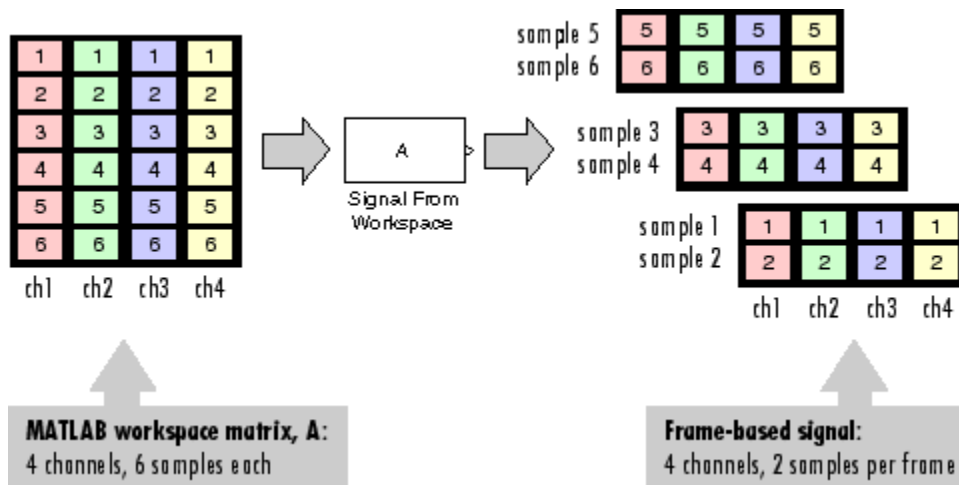 1 1 1 1
2 2 2 2
3 3 3 3
4 4 4 4
5 5 5 5
6 6 6 6
ch1 ch2 ch3 ch4
A
Signal From
Workspace
sample 5 5 5 5 5
sample 6 6 6 6 6
sample 3 3 3 3 3
sample 4 4 4 4 4
sample 1 1 1 1 1
sample 2 2 2 2 2
ch1 ch2 ch3 ch4
MATLAB workspace matrix, A:
4 channels, 6 samples each
Frame-based signal:
4 channels, 2 samples per frame